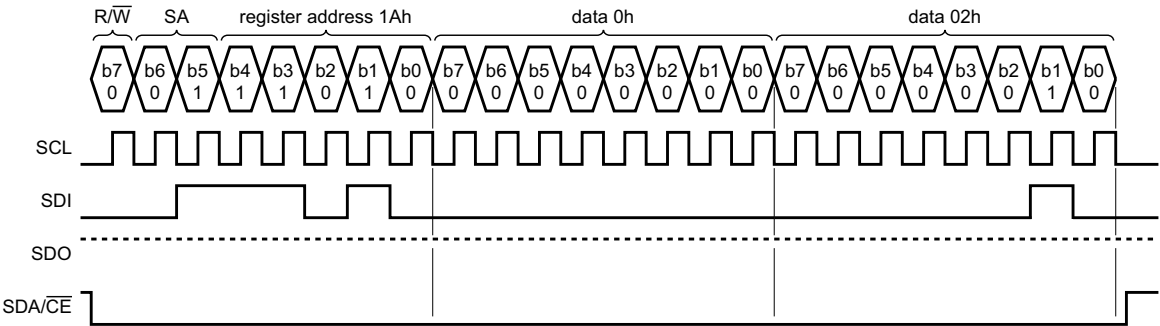 R/W̅ SA register address 1Ah data 0h data 02h
b7 b6 b5 b4 b3 b2 b1 b0 b7 b6 b5 b4 b3 b2 b1 b0 b7 b6 b5 b4 b3 b2 b1 b0
0 0 1 1 1 0 1 0 0 0 0 0 0 0 0 0 0 0 0 0 0 0 1 0
SCL
SDI
SDO
SDA/C̅E̅